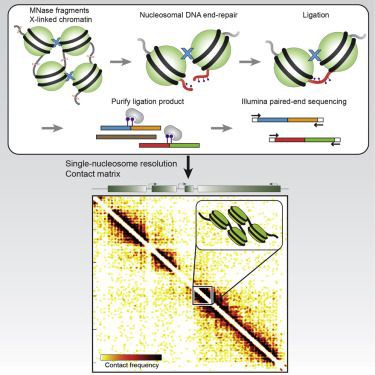 MNase fragments
X-linked chromatin
Nucleosomal DNA end-repair
Ligation
Purify ligation product
Illumina paired-end sequencing
Single-nucleosome resolution
Contact matrix
Contact frequency